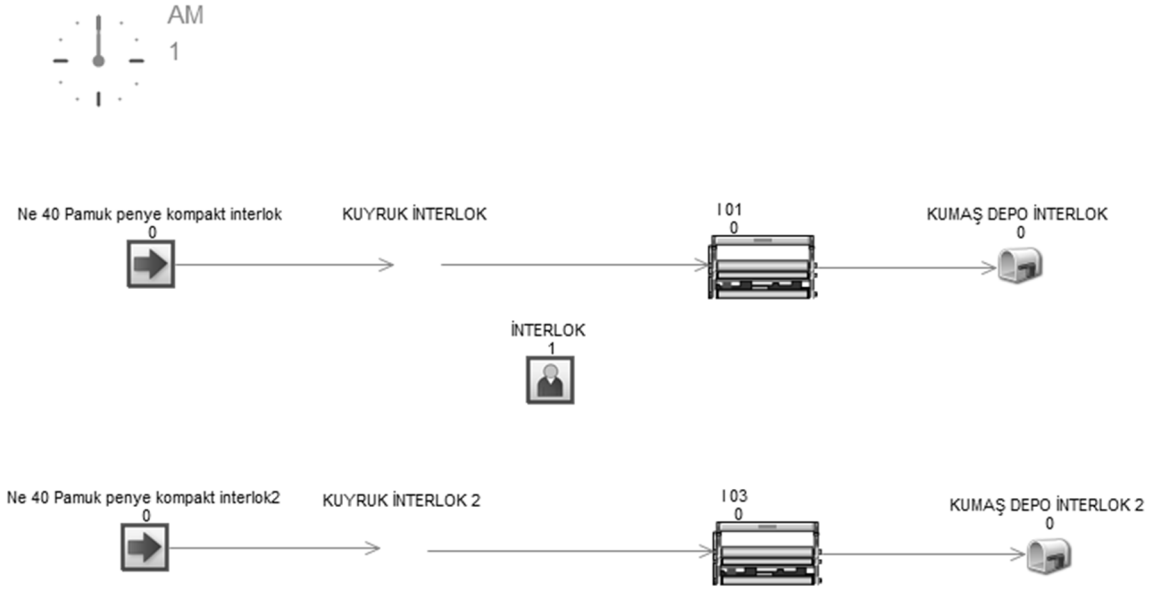 AM
1
Ne 40 Pamuk penye kompakt interlok
0
KUYRUK İNTERLOK
I 01
0
KUMAŞ DEPO İNTERLOK
0
İNTERLOK
1
Ne 40 Pamuk penye kompakt interlok2
0
KUYRUK İNTERLOK 2
I 03
0
KUMAŞ DEPO İNTERLOK 2
0